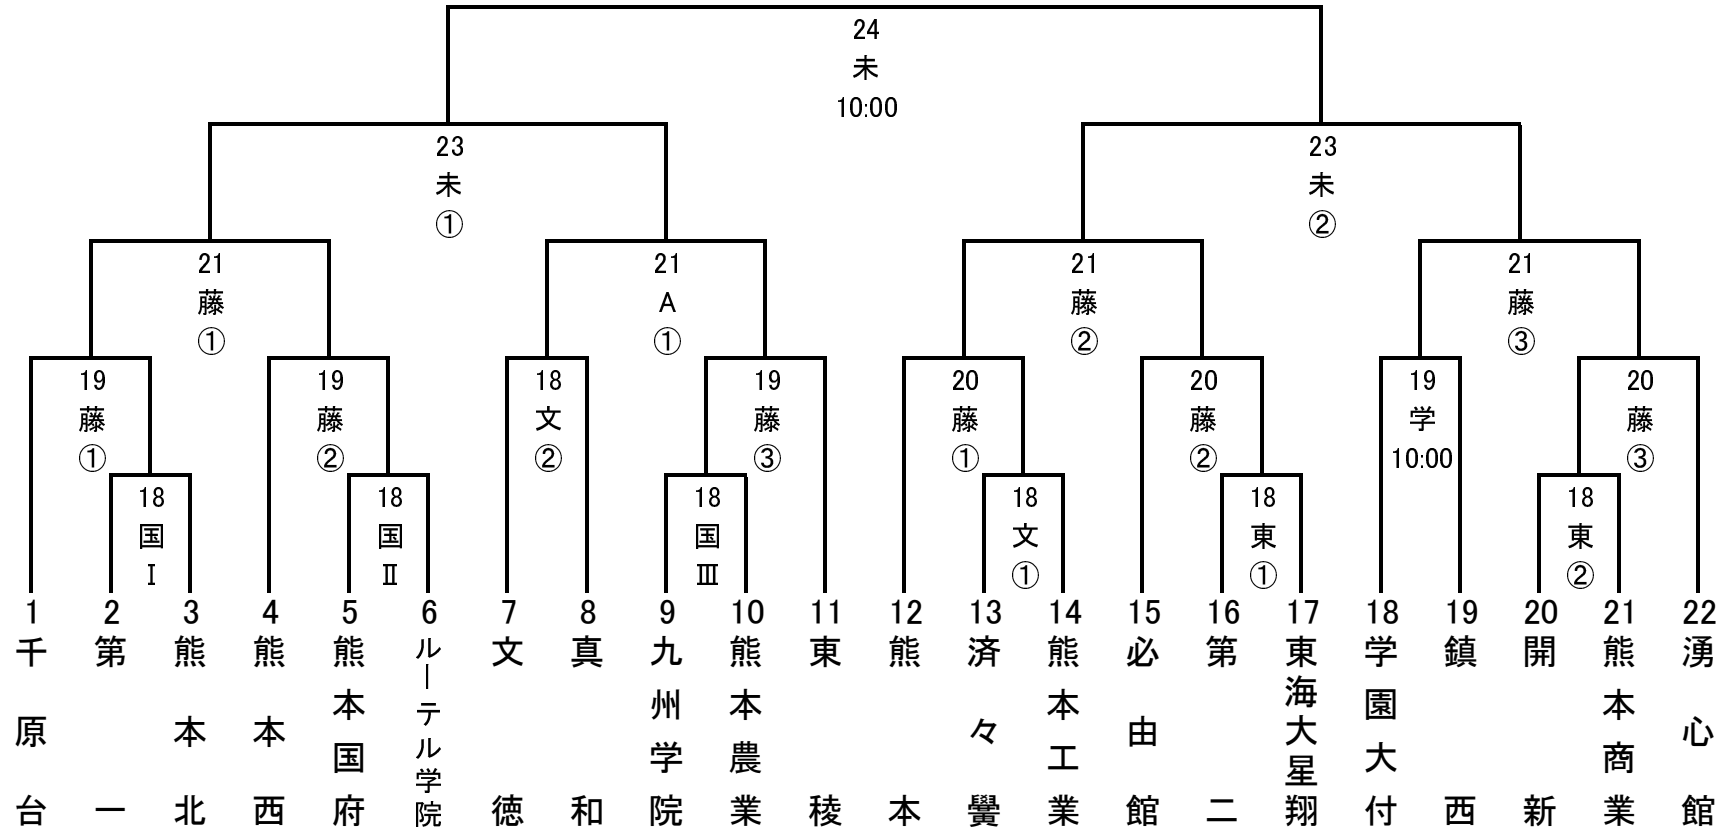 24
未
10:00
23
未
①
23
未
②
21
藤
①
21
A
①
21
藤
②
21
藤
③
19
藤
①
19
藤
②
18
文
②
19
藤
③
20
藤
①
20
藤
②
19
学
10:00
20
藤
③
18
国
Ⅰ
18
国
Ⅱ
18
国
Ⅲ
18
文
①
18
東
①
18
東
②
1
千原台
2
第一
3
熊本北
4
熊本西
5
熊本国府
6
ルーテル学院
7
文徳
8
真和
9
九州学院
10
熊本農業
11
東稜
12
熊本
13
済々黌
14
熊本工業
15
必由館
16
第二
17
東海大星翔
18
学園大付
19
鎮西
20
開新
21
熊本商業
22
湧心館